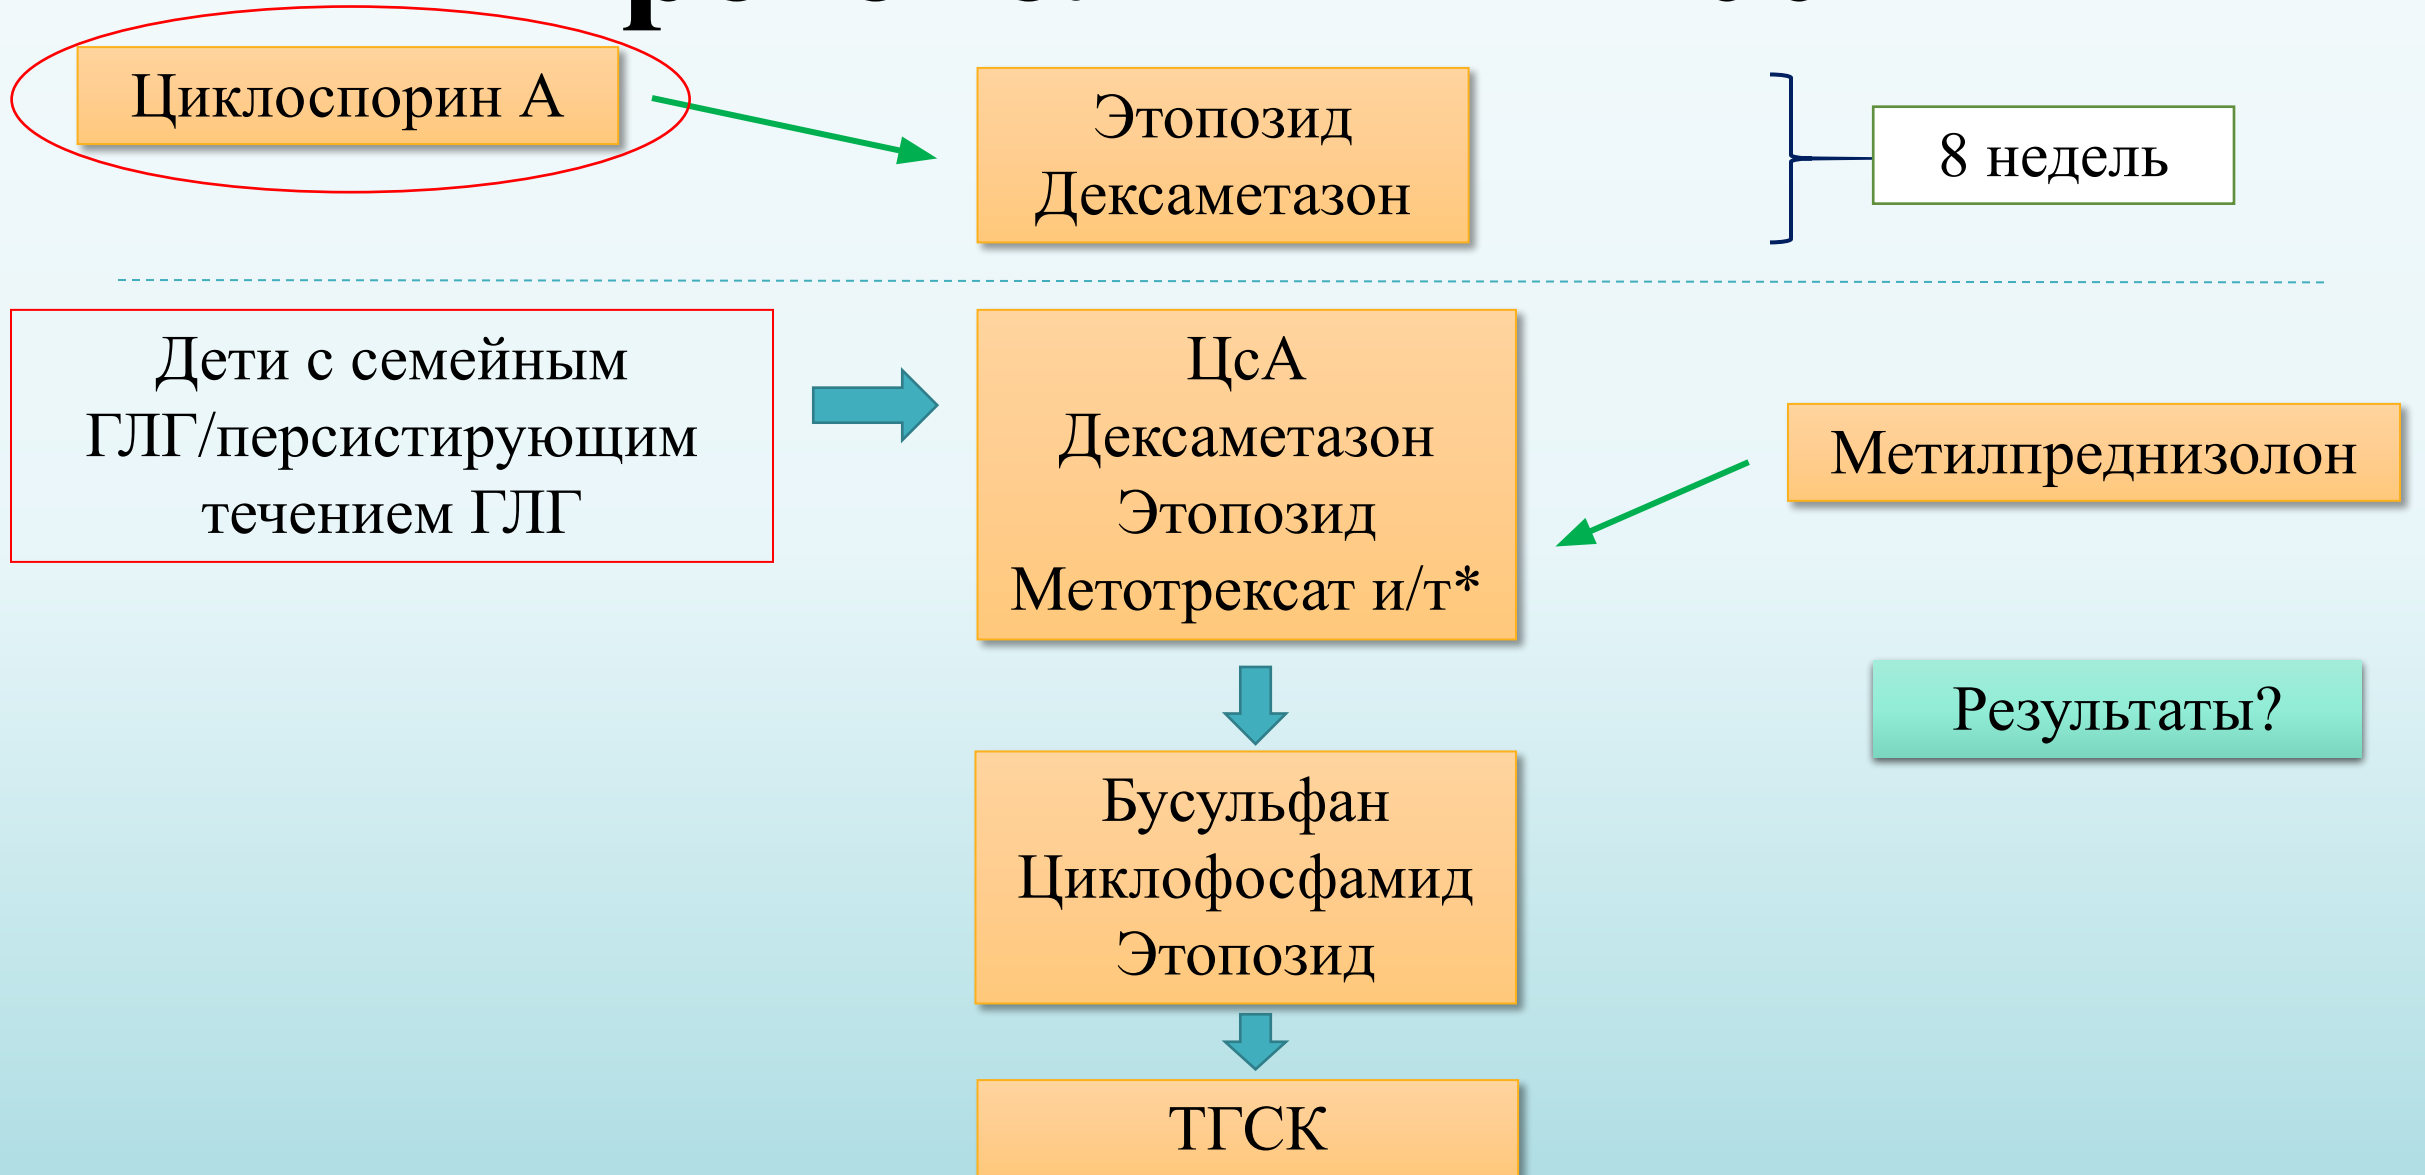 Циклоспорин А
Этопозид
Дексаметазон
8 недель
Дети с семейным
ГЛГ/персистирующим
течением ГЛГ
ЦсА
Дексаметазон
Этопозид
Метотрексат и/т*
Метилпреднизолон
Результаты?
Бусульфан
Циклофосфамид
Этопозид
ТГСК